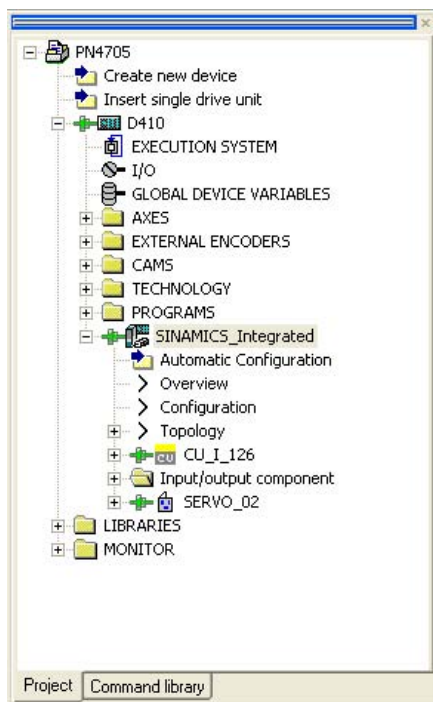 PN4705
Create new device
Insert single drive unit
D410
EXECUTION SYSTEM
I/O
GLOBAL DEVICE VARIABLES
AXES
EXTERNAL ENCODERS
CAMS
TECHNOLOGY
PROGRAMS
SINAMICS_Integrated
Automatic Configuration
Overview
Configuration
Topology
CU CU_I_126
Input/output component
SERVO_02
LIBRARIES
MONITOR
Project Command library